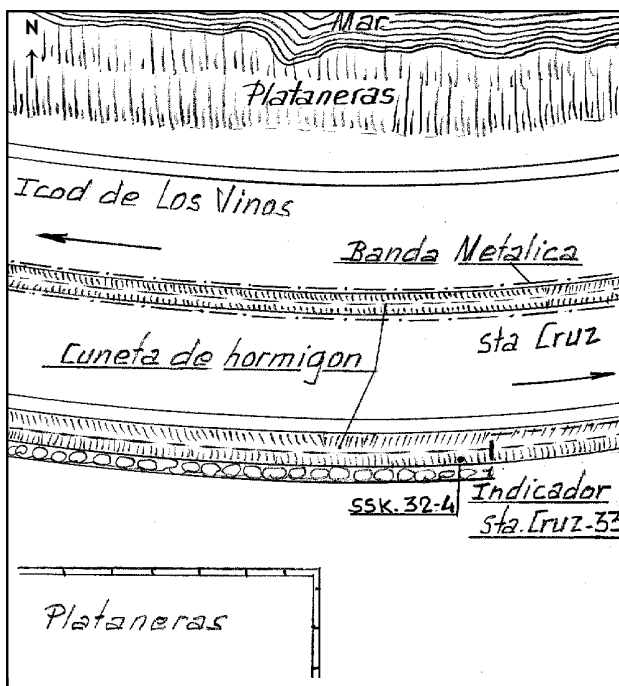 Mar.
N
Plataneras
Icod de Los Vinos
Banda Metalica
Sta Cruz
Cuneta de hormigon
Indicador
SSK. 32-4
Sta. Cruz-33
Plataneras